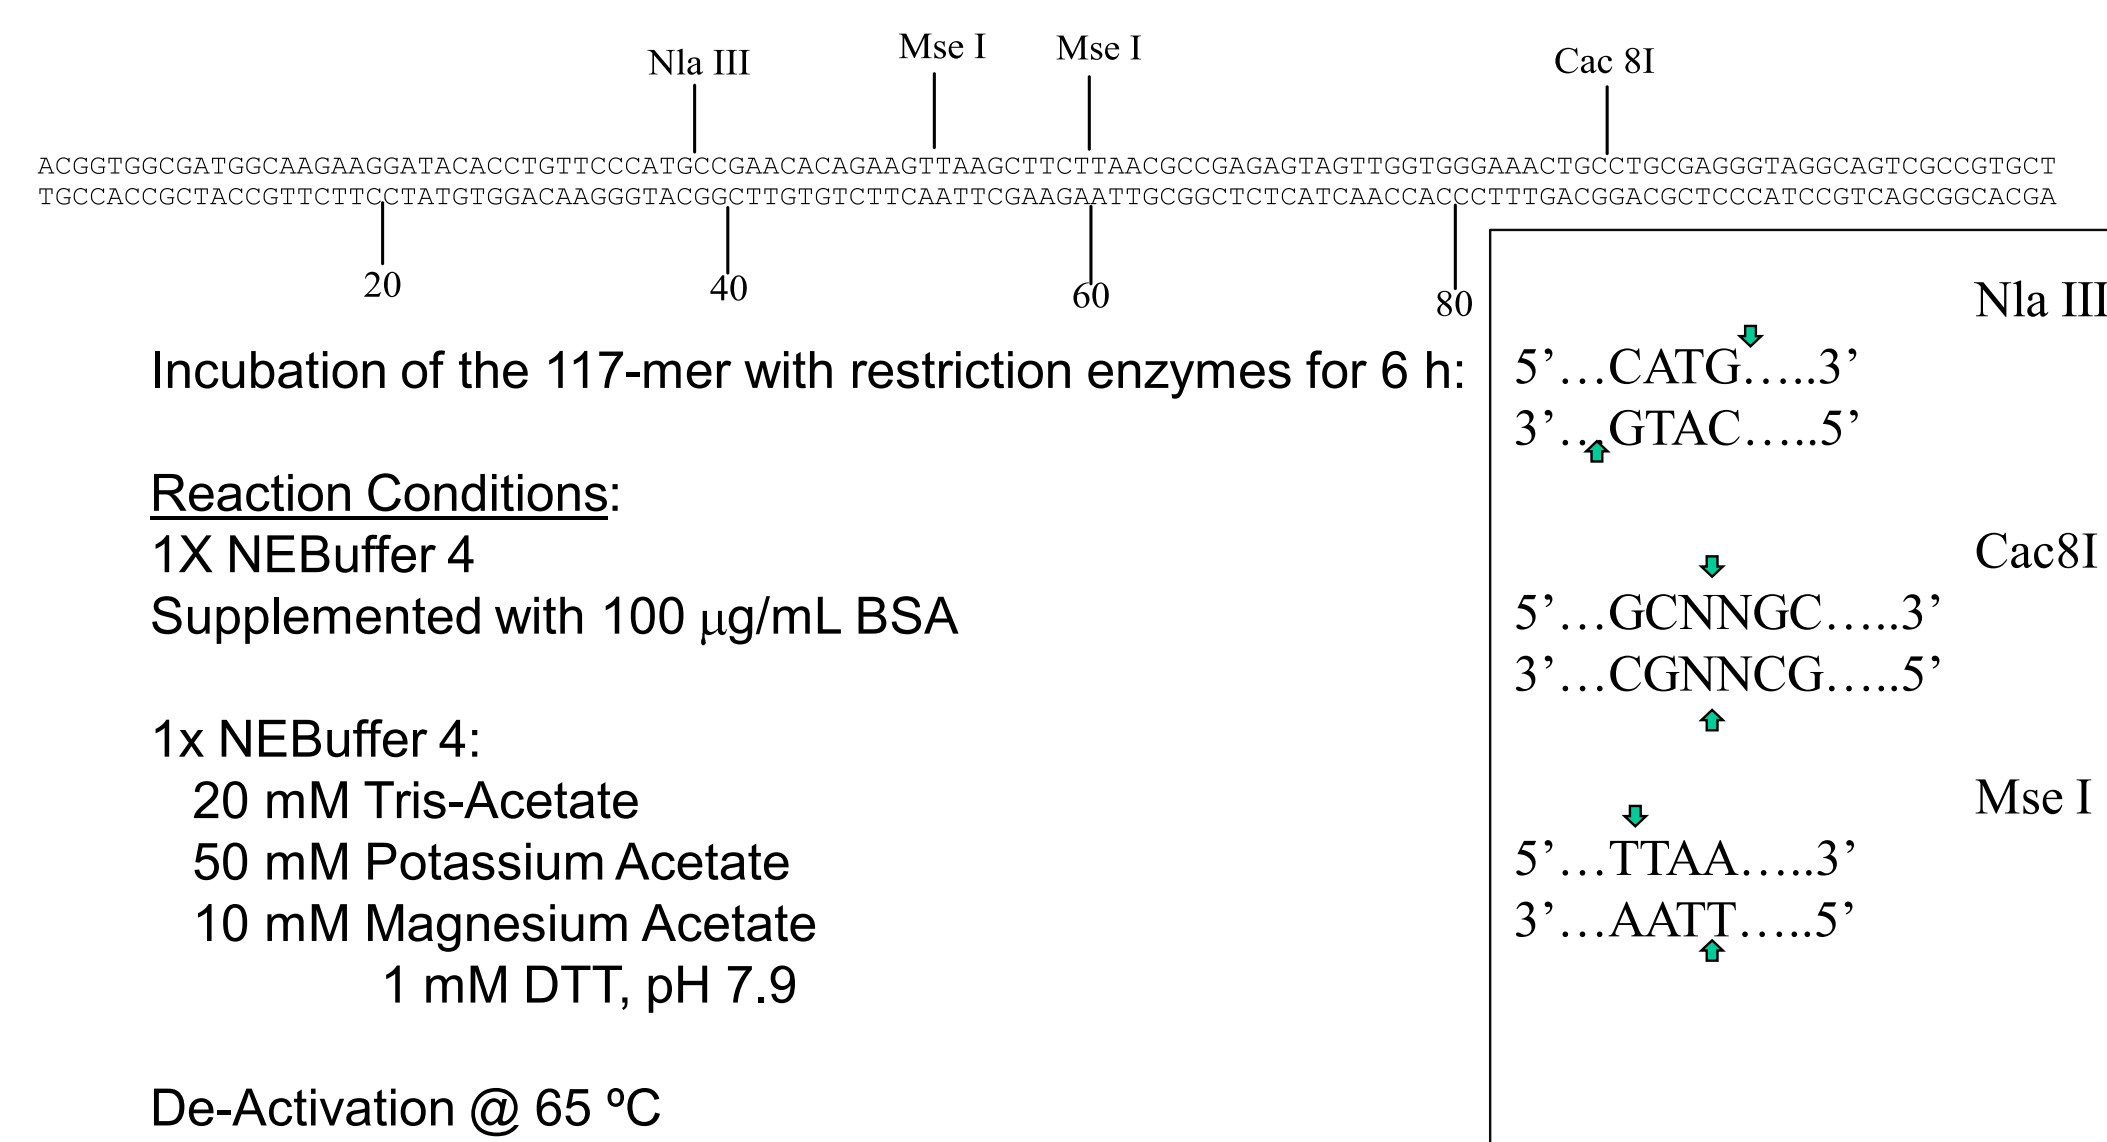 Nla III Mse I Mse I Cac 8I
ACGGTGGCGATGGCAAGAAGGATACACCTGTTCCCATGCCGAACACAGAAGTTAAGCTTCTTAACGCCGAGAGTAGTTGGTGGGAAACTGCCTGCGAGGGTAGGCAGTCGCCGTGCT
TGCCACCGCTACCGTTCTTCCTATGTGGACAAGGGTACGGCTTGTGTCTTCAATTCGAAGAATTGCGGCTCTCATCAACCACCCTTTGACGGACGCTCCCATCCGTCAGCGGCACGA
20 40 60 80
Incubation of the 117-mer with restriction enzymes for 6 h:
Reaction Conditions:
1X NEBuffer 4
Supplemented with 100 μg/mL BSA
1x NEBuffer 4:
20 mM Tris-Acetate
50 mM Potassium Acetate
10 mM Magnesium Acetate
1 mM DTT, pH 7.9
De-Activation @ 65 ºC
Nla III
5’…CATG…..3’
3’…GTAC…..5’
Cac8I
5’…GCNNGC…..3’
3’…CGNNCG…..5’
Mse I
5’…TTAA…..3’
3’…AATT…..5’